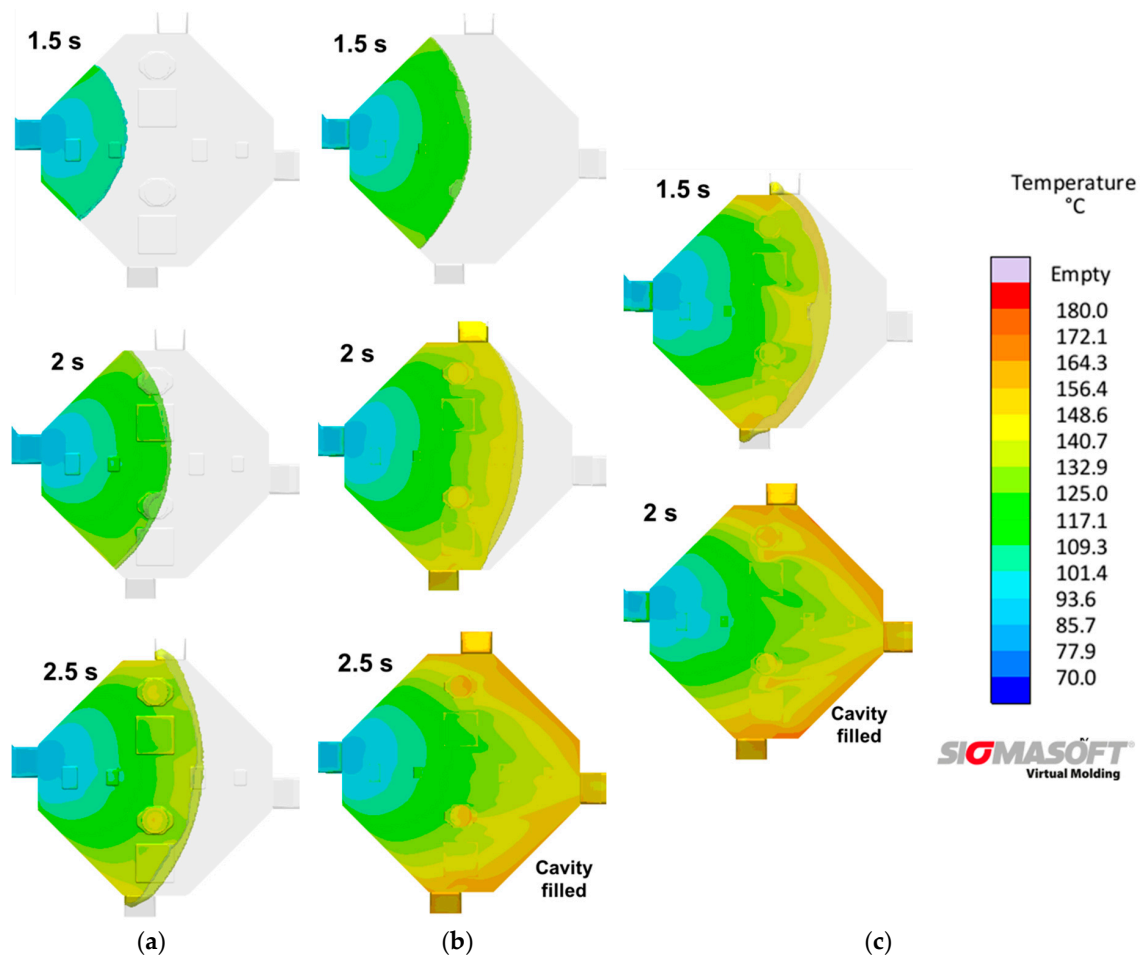 1.5 s
1.5 s
1.5 s
2 s
2 s
2 s
2.5 s
2.5 s
Cavity
filled
Cavity
filled
Temperature
°C
Empty
180.0
172.1
164.3
156.4
148.6
140.7
132.9
125.0
117.1
109.3
101.4
93.6
85.7
77.9
70.0
SIGMASOFT®
Virtual Molding
(a)
(b)
(c)